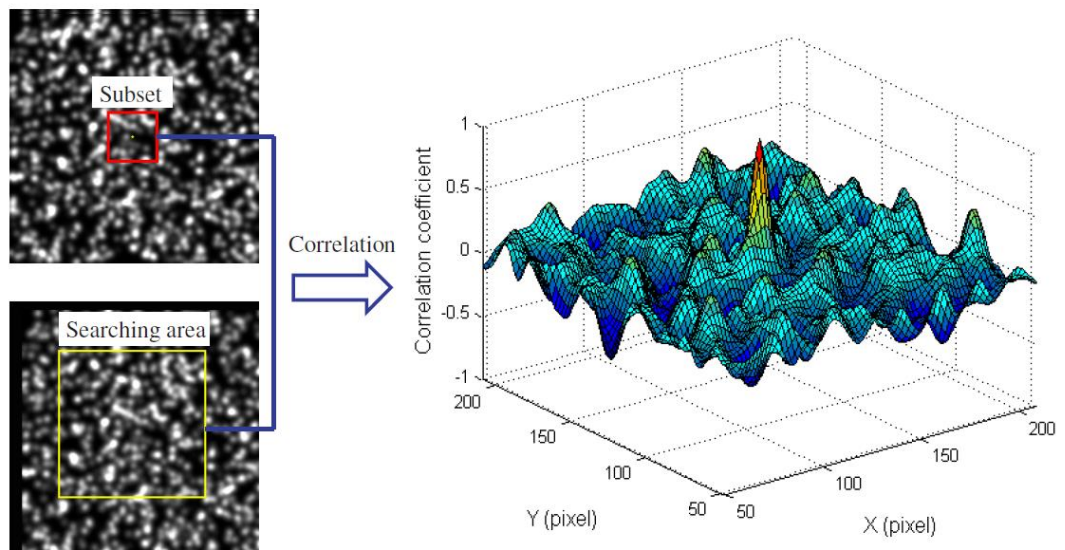 Subset
Searching area
Correlation
Correlation coefficient
1
0.5
0
-0.5
-1
200
150
100
50
Y (pixel)
50
100
150
200
X (pixel)